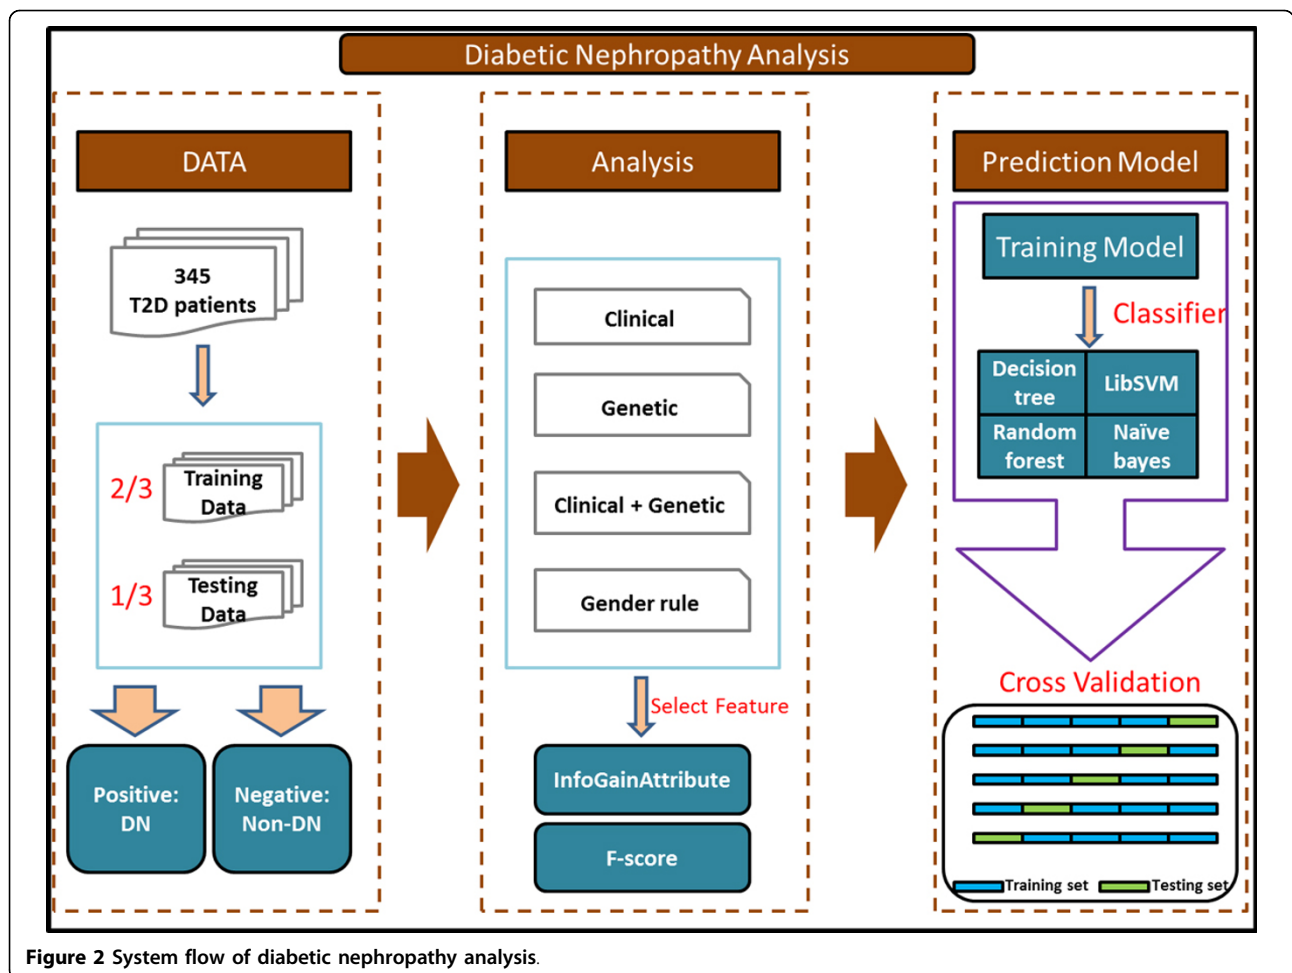 Diabetic Nephropathy Analysis
DATA
345
T2D patients
2/3
Training
Data
1/3
Testing
Data
Positive:
DN
Negative:
Non-DN
Analysis
Clinical
Genetic
Clinical + Genetic
Gender rule
Select Feature
InfoGainAttribute
F-score
Prediction Model
Training Model
Classifier
Decision
tree
LibSVM
Random
forest
Naïve
bayes
Cross Validation
Training set
Testing set
Figure 2 System flow of diabetic nephropathy analysis.